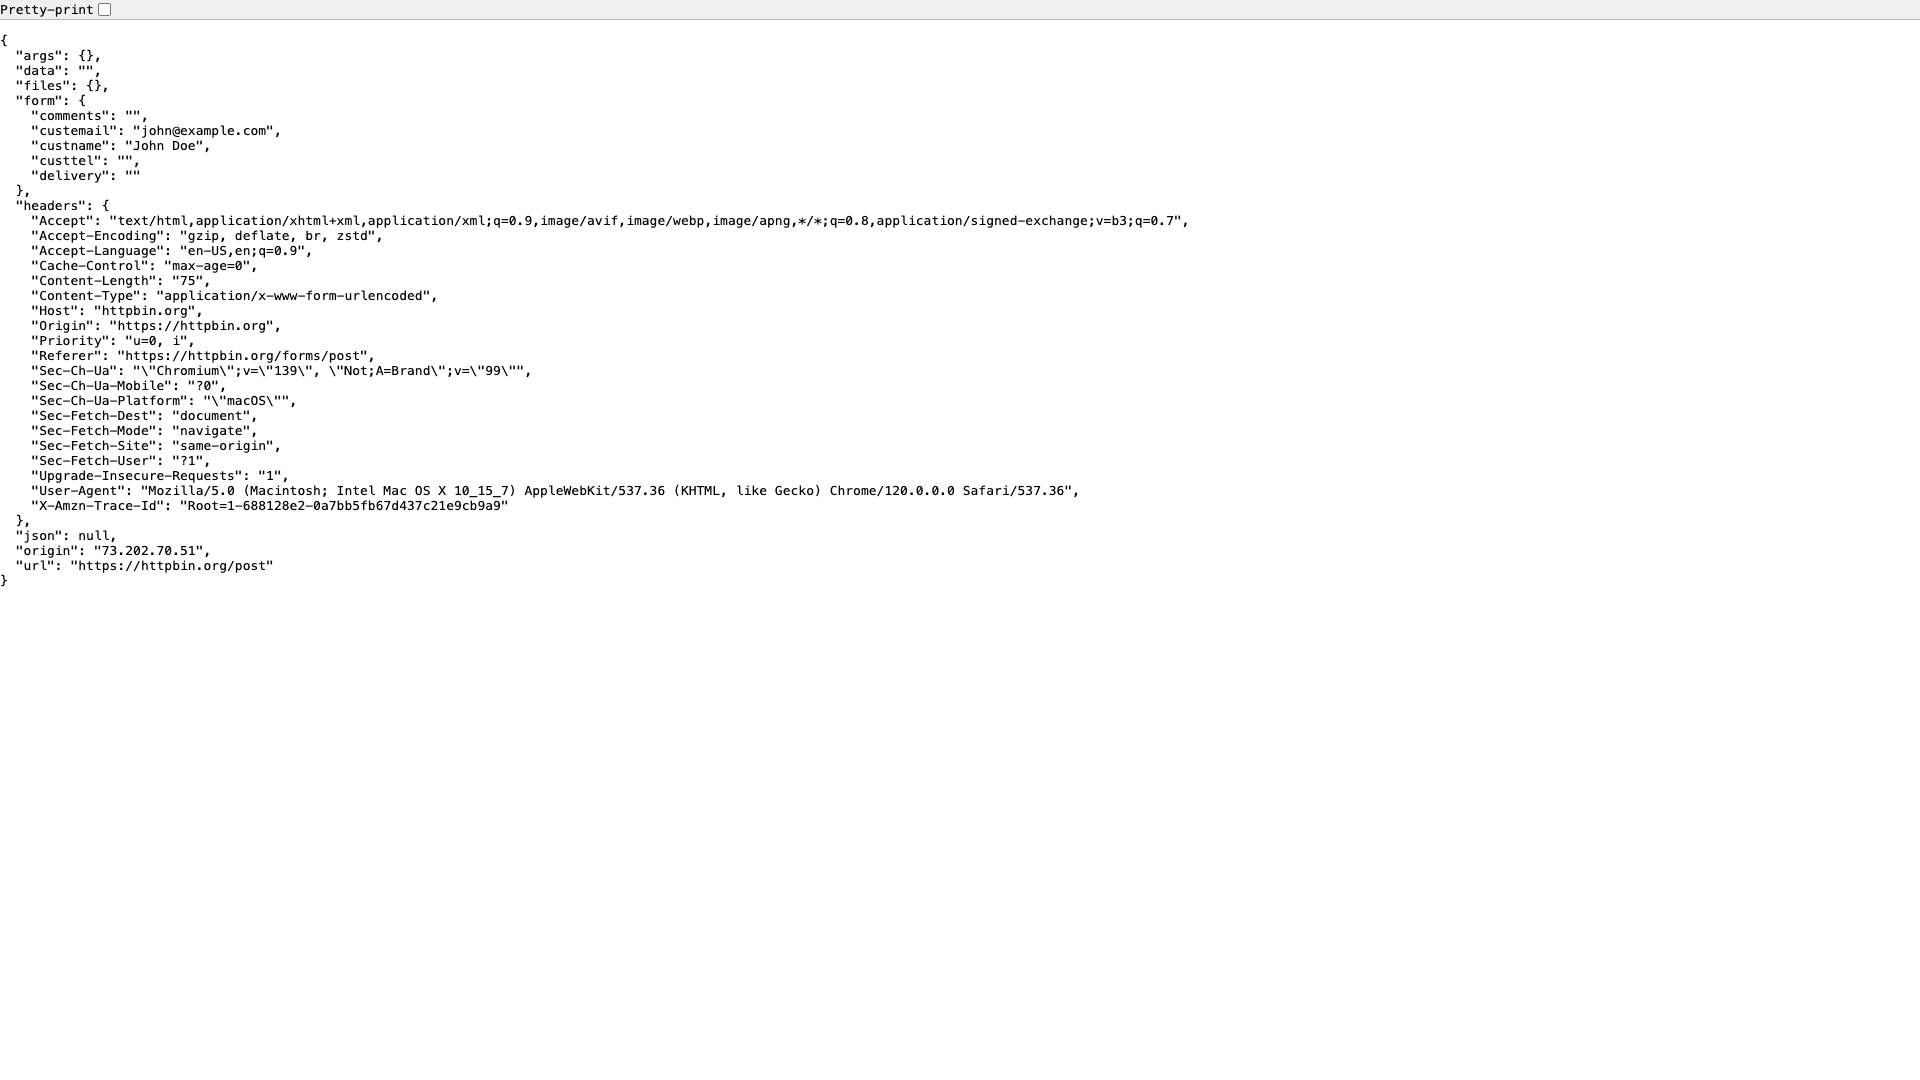 Pretty-print
{
  "args": {},
  "data": "",
  "files": {},
  "form": {
    "comments": "",
    "custemail": "john@example.com",
    "custname": "John Doe",
    "custtel": "",
    "delivery": ""
  },
  "headers": {
    "Accept": "text/html,application/xhtml+xml,application/xml;q=0.9,image/avif,image/webp,image/apng,*/*;q=0.8,application/signed-exchange;v=b3;q=0.7",
    "Accept-Encoding": "gzip, deflate, br, zstd",
    "Accept-Language": "en-US,en;q=0.9",
    "Cache-Control": "max-age=0",
    "Content-Length": "75",
    "Content-Type": "application/x-www-form-urlencoded",
    "Host": "httpbin.org",
    "Origin": "https://httpbin.org",
    "Priority": "u=0, i",
    "Referer": "https://httpbin.org/forms/post",
    "Sec-Ch-Ua": "\"Chromium\";v=\"139\", \"Not;A=Brand\";v=\"99\"",
    "Sec-Ch-Ua-Mobile": "?0",
    "Sec-Ch-Ua-Platform": "\"macOS\"",
    "Sec-Fetch-Dest": "document",
    "Sec-Fetch-Mode": "navigate",
    "Sec-Fetch-Site": "same-origin",
    "Sec-Fetch-User": "?1",
    "Upgrade-Insecure-Requests": "1",
    "User-Agent": "Mozilla/5.0 (Macintosh; Intel Mac OS X 10_15_7) AppleWebKit/537.36 (KHTML, like Gecko) Chrome/120.0.0.0 Safari/537.36",
    "X-Amzn-Trace-Id": "Root=1-688128e2-0a7bb5fb67d437c21e9cb9a9"
  },
  "json": null,
  "origin": "73.202.70.51",
  "url": "https://httpbin.org/post"
}